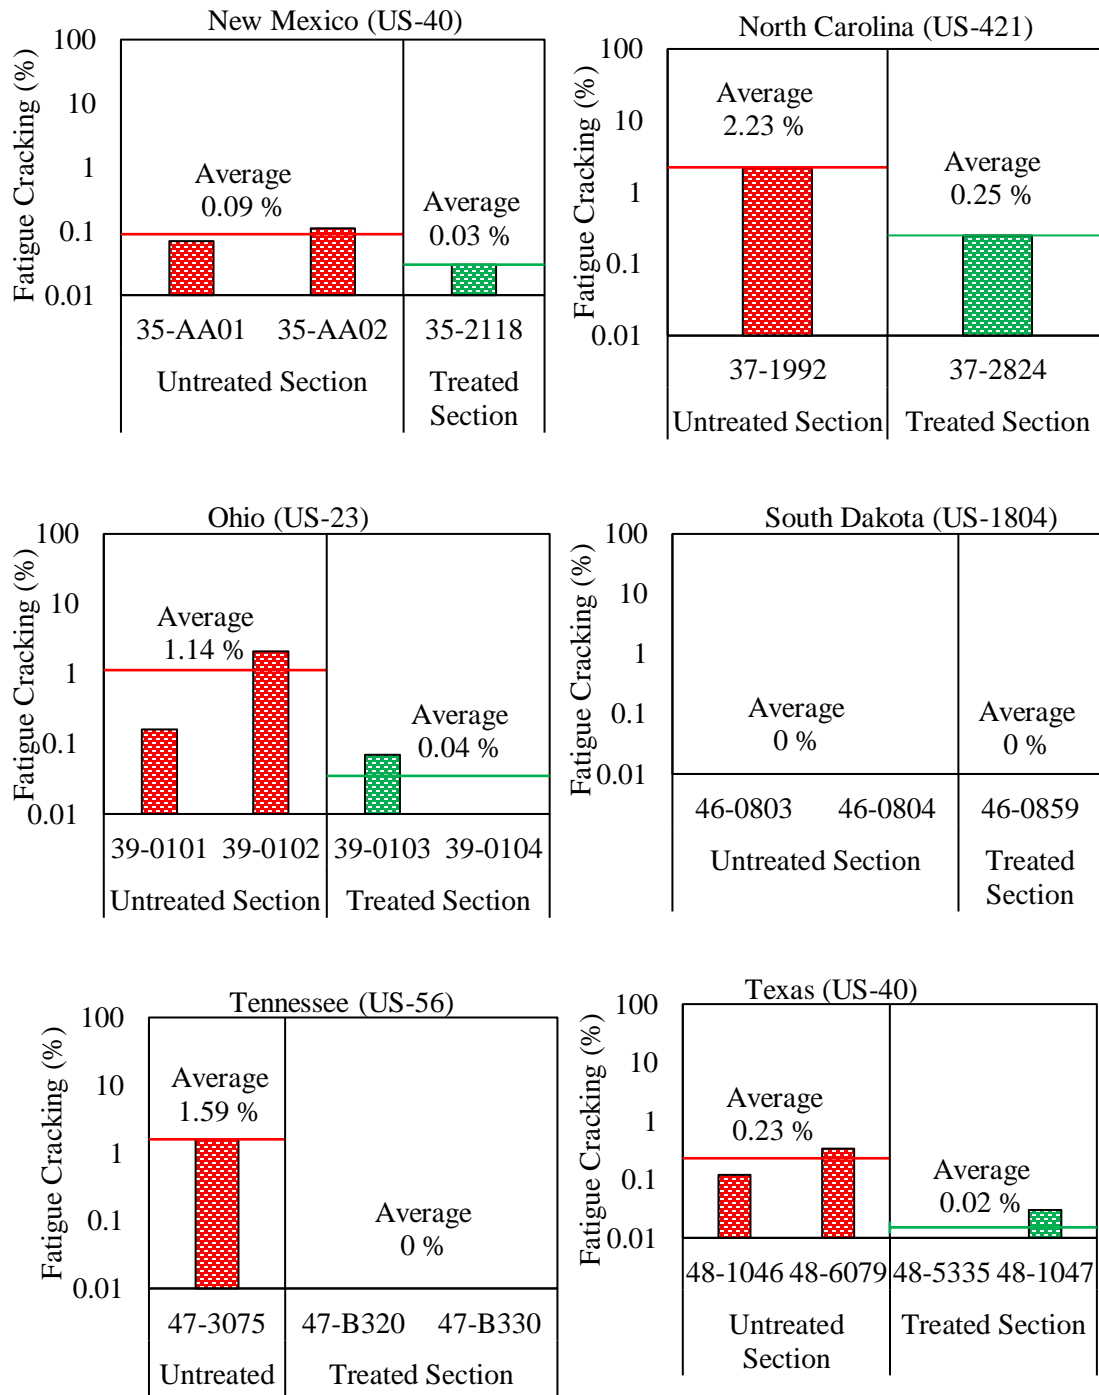 New Mexico (US-40)
Fatigue Cracking (%)
100
10
1
0.1
0.01
Average
0.09 %
Average
0.03 %
35-AA01 35-AA02 35-2118
Untreated Section
Treated
Section
North Carolina (US-421)
Fatigue Cracking (%)
100
10
1
0.1
0.01
Average
2.23 %
Average
0.25 %
37-1992 37-2824
Untreated Section Treated Section
Ohio (US-23)
Fatigue Cracking (%)
100
10
1
0.1
0.01
Average
1.14 %
Average
0.04 %
39-0101 39-0102 39-0103 39-0104
Untreated Section Treated Section
South Dakota (US-1804)
Fatigue Cracking (%)
100
10
1
0.1
0.01
Average
0 %
Average
0 %
46-0803 46-0804 46-0859
Untreated Section
Treated
Section
Tennessee (US-56)
Fatigue Cracking (%)
100
10
1
0.1
0.01
Average
1.59 %
Average
0 %
47-3075 47-B320 47-B330
Untreated Treated Section
Texas (US-40)
Fatigue Cracking (%)
100
10
1
0.1
0.01
Average
0.23 %
Average
0.02 %
48-1046 48-6079 48-5335 48-1047
Untreated
Section
Treated Section